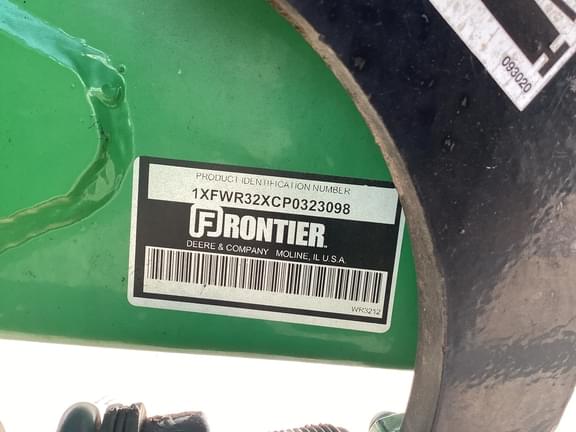 093020
PRODUCT IDENTIFICATION NUMBER
1XFWR32XCP0323098
FRONTIER
DEERE & COMPANY MOLINE, IL U.S.A.
WR3212